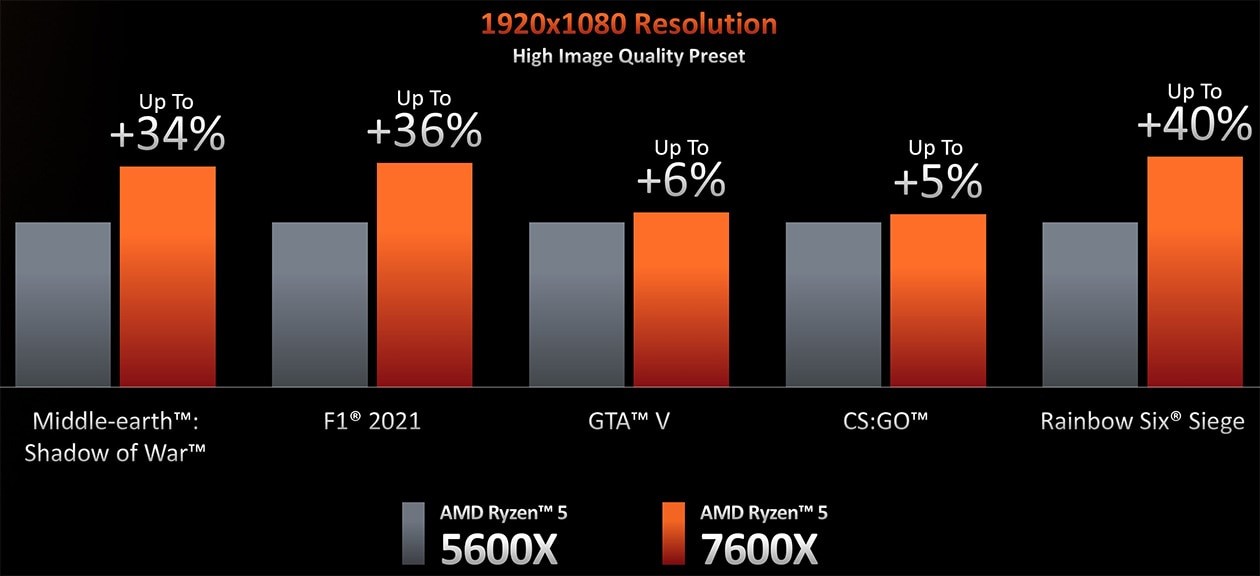 1920x1080 Resolution
High Image Quality Preset
Up To
+34%
Up To
+36%
Up To
+6%
Up To
+5%
Up To
+40%
Middle-earth™:
Shadow of War™
F1® 2021
GTA™ V
CS:GO™
Rainbow Six® Siege
AMD Ryzen™ 5
5600X
AMD Ryzen™ 5
7600X